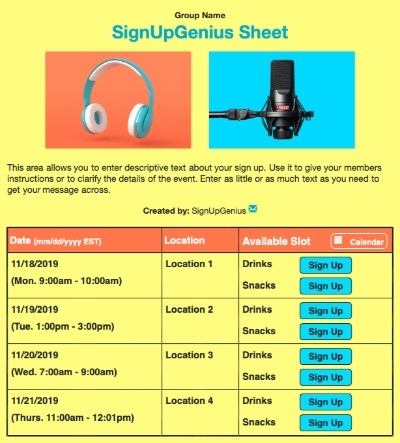 Group Name
SignUpGenius Sheet
This area allows you to enter descriptive text about your sign up. Use it to give your members
instructions or to clarify the details of the event. Enter as little or as much text as you need to
get your message across.
Created by: SignUpGenius
Date (mm/dd/yyyy EST) Location Available Slot Calendar
11/18/2019 Location 1 Drinks Sign Up
(Mon. 9:00am - 10:00am) Snacks Sign Up
11/19/2019 Location 2 Drinks Sign Up
(Tue. 1:00pm - 3:00pm) Snacks Sign Up
11/20/2019 Location 3 Drinks Sign Up
(Wed. 7:00am - 9:00am) Snacks Sign Up
11/21/2019 Location 4 Drinks Sign Up
(Thurs. 11:00am - 12:01pm) Snacks Sign Up